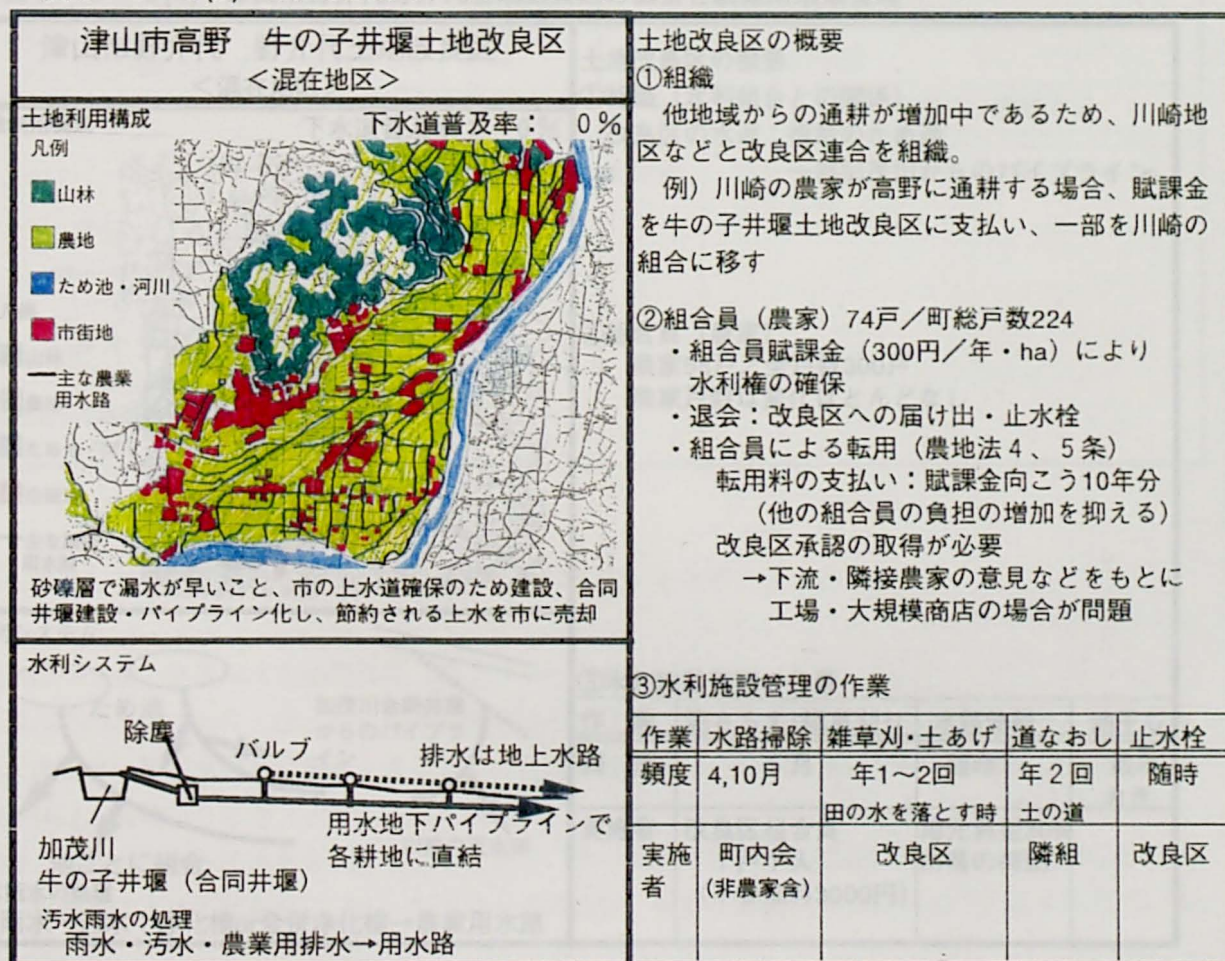 津山市高野　牛の子井堰土地改良区
＜混在地区＞
土地利用構成
下水道普及率：　0％
凡例
山林
農地
ため池・河川
市街地
主な農業
用水路
砂礫層で漏水が早いこと、市の上水道確保のため建設、合同
井堰建設・パイプライン化し、節約される上水を市に売却
水利システム
除塵
バルブ
排水は地上水路
用水地下パイプラインで
各耕地に直結
加茂川
牛の子井堰（合同井堰）
汚水雨水の処理
雨水・汚水・農業用排水→用水路
土地改良区の概要
①組織
他地域からの通耕が増加中であるため、川崎地
区などと改良区連合を組織。
例）川崎の農家が高野に通耕する場合、賦課金
を牛の子井堰土地改良区に支払い、一部を川崎の
組合に移す
②組合員（農家）74戸／町総戸数224
・組合員賦課金（300円／年・ha）により
水利権の確保
・退会：改良区への届け出・止水栓
・組合員による転用（農地法４、５条）
転用料の支払い：賦課金向こう10年分
（他の組合員の負担の増加を抑える）
改良区承認の取得が必要
→下流・隣接農家の意見などをもとに
工場・大規模商店の場合が問題
③水利施設管理の作業
作業 水路掃除 雑草刈・土あげ 道なおし 止水栓
頻度 4,10月 年1〜2回 年２回 随時
田の水を落とす時 土の道
実施 町内会 改良区 隣組 改良区
者 （非農家含）